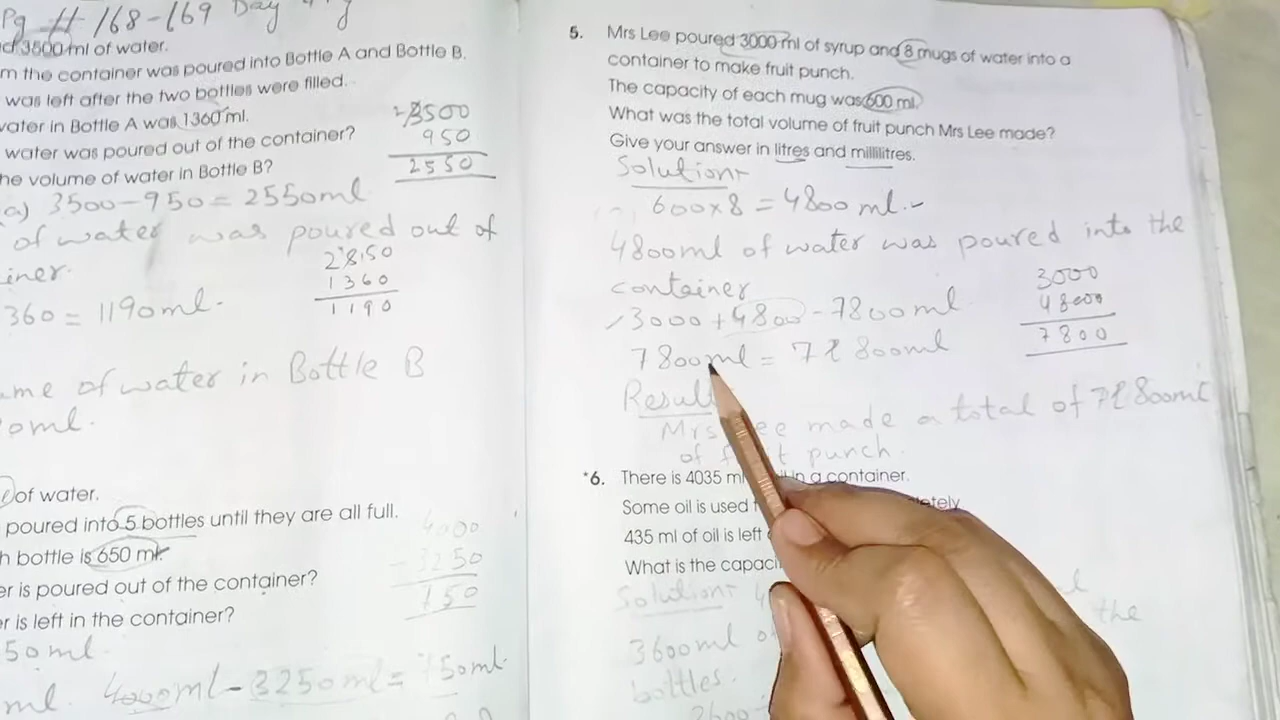 Pg # 168-169 Day
d 3500 ml of water.
m the container was poured into Bottle A and Bottle B.
was left after the two bottles were filled.
water in Bottle A was 1360 ml.
water was poured out of the container?
he volume of water in Bottle B?
3500
950
2550
a) 3500-950=2550ml
of water was poured out of
iner.
2850
1360
1190
360 = 1190ml.
ume of water in Bottle B
0ml.
of water.
poured into 5 bottles until they are all full.
h bottle is 650 ml.
er is poured out of the container?
r is left in the container?
4000
-3250
750
50ml.
ml. 4000ml-3250ml=750ml.
5. Mrs Lee poured 3000 ml of syrup and 8 mugs of water into a
container to make fruit punch.
The capacity of each mug was 600 ml.
What was the total volume of fruit punch Mrs Lee made?
Give your answer in litres and millilitres.
Solution:-
600x8=4800ml.
4800ml of water was poured into the
container
3000+4800-7800ml
3000
4800
7800
7800ml=7l 800ml
Result
Mrs Lee made a total of 7l 800ml
of fruit punch.
*6. There is 4035 ml in a container.
Some oil is used
435 ml of oil is left
What is the capaci
Solution:-
the
3600ml
bottles.